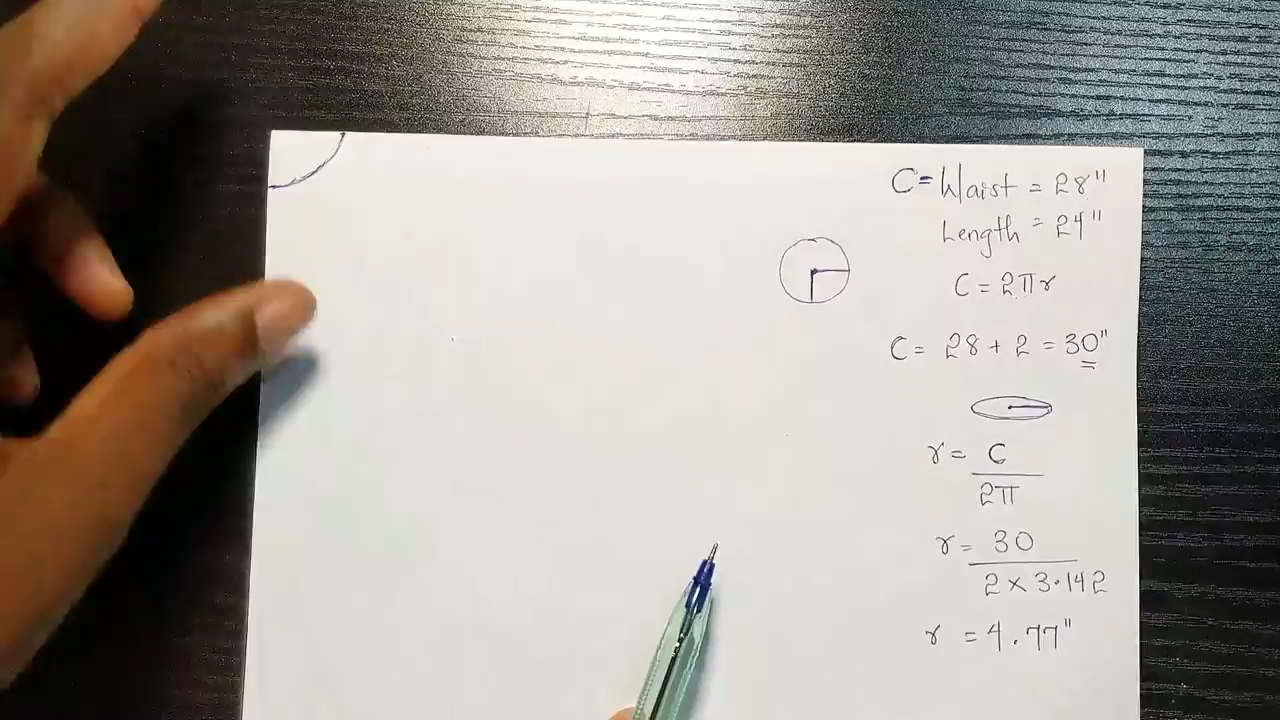 C = Waist = 28"
Length = 24"
C = 2πr
C = 28 + 2 = 30"
r = C
2π
r = 30
2 × 3.142
r = 4.77"